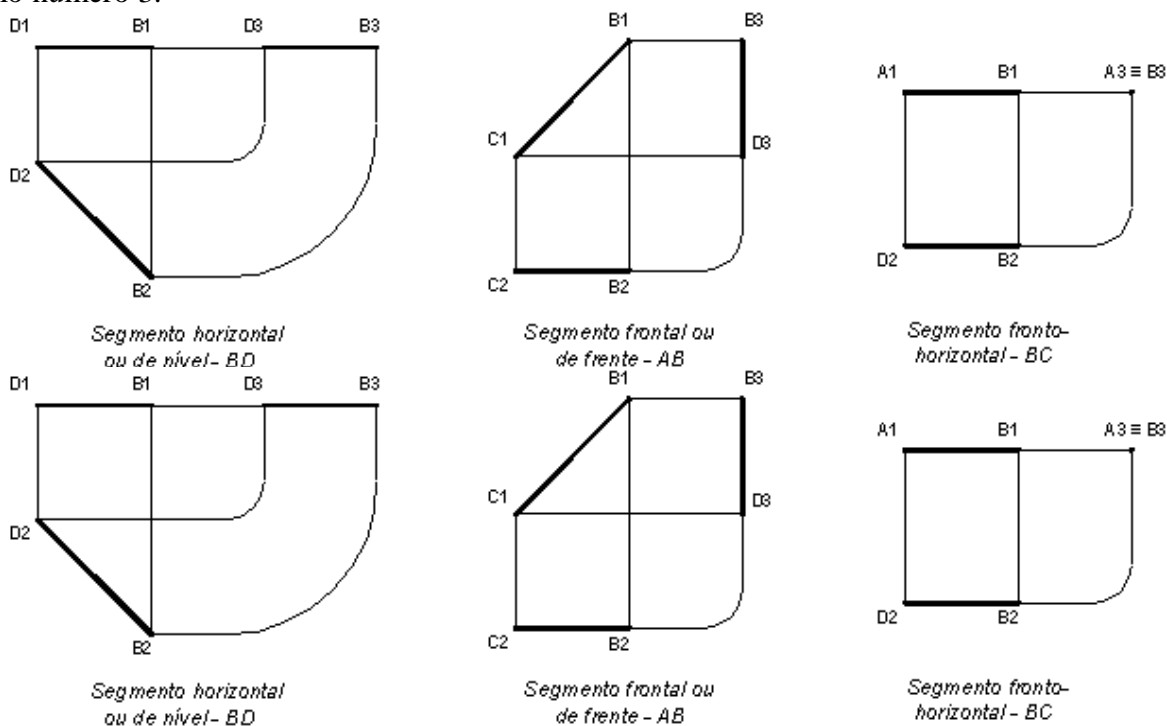 no número 3.
D1 B1 D3 B3
D2
B2
Segmento horizontal
ou de nível - BD
B1 B3
C1
D3
C2 B2
Segmento frontal ou
de frente - AB
A1 B1 A3 ≡ B3
D2 B2
Segmento fronto-
horizontal - BC
D1 B1 D3 B3
D2
B2
Segmento horizontal
ou de nível - BD
B1 B3
C1
D3
C2 B2
Segmento frontal ou
de frente - AB
A1 B1 A3 ≡ B3
D2 B2
Segmento fronto-
horizontal - BC